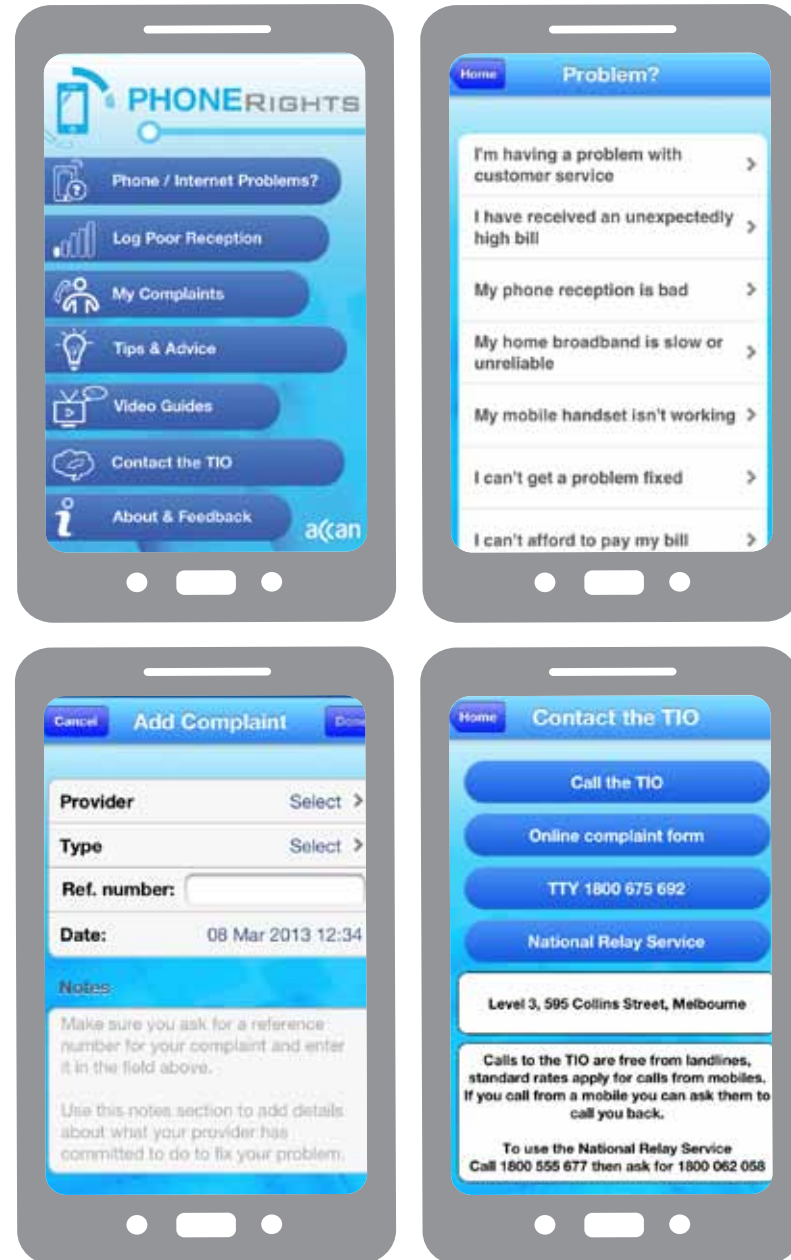 PHONERIGHTS
Phone / Internet Problems?
Log Poor Reception
My Complaints
Tips & Advice
Video Guides
Contact the TIO
About & Feedback
accan
Home
Problem?
I'm having a problem with
customer service
I have received an unexpectedly
high bill
My phone reception is bad
My home broadband is slow or
unreliable
My mobile handset isn't working
I can't get a problem fixed
I can't afford to pay my bill
Cancel
Add Complaint
Done
Provider
Select
Type
Select
Ref. number:
Date:
08 Mar 2013 12:34
Notes
Make sure you ask for a reference
number for your complaint and enter
it in the field above.
Use this notes section to add details
about what your provider has
committed to do to fix your problem.
Home
Contact the TIO
Call the TIO
Online complaint form
TTY 1800 675 692
National Relay Service
Level 3, 595 Collins Street, Melbourne
Calls to the TIO are free from landlines,
standard rates apply for calls from mobiles.
If you call from a mobile you can ask them to
call you back.
To use the National Relay Service
Call 1800 555 677 then ask for 1800 062 058